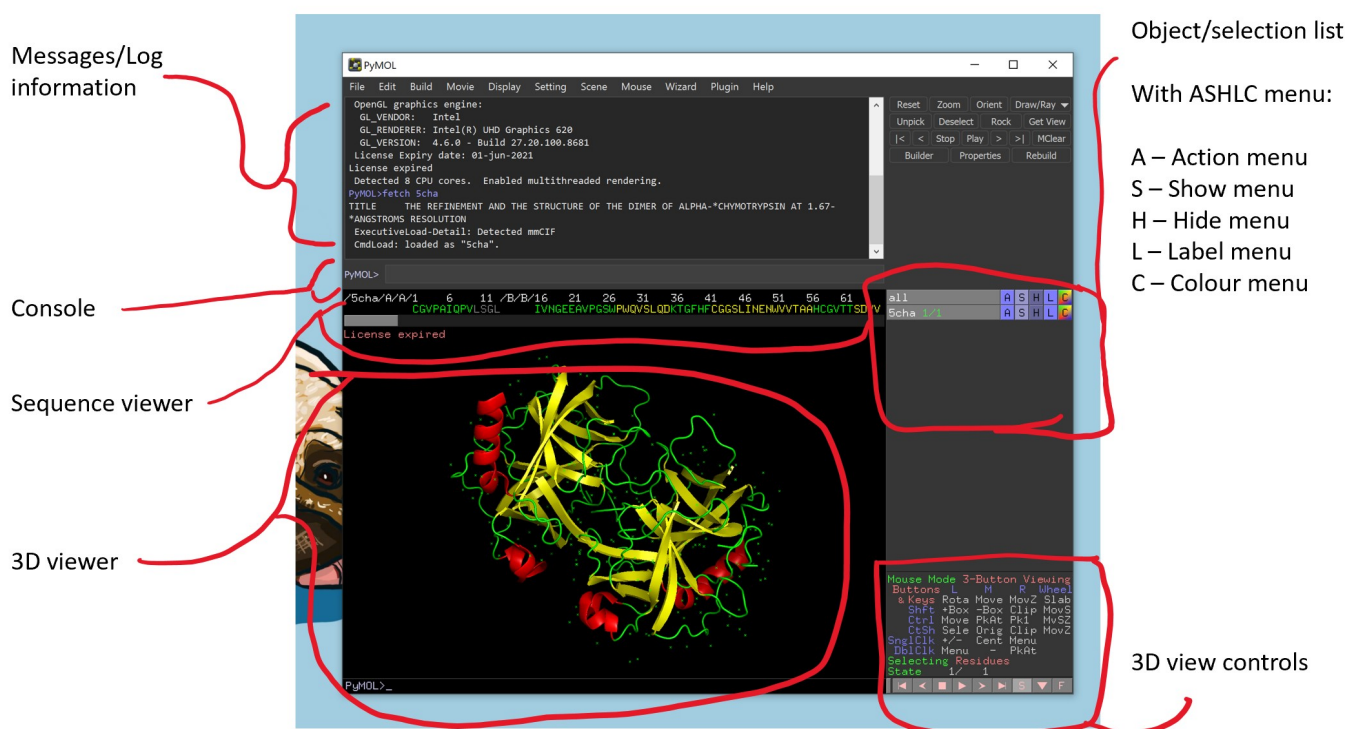 Messages/Log
information
Console
Sequence viewer
3D viewer
PyMOL
File Edit Build Movie Display Setting Scene Mouse Wizard Plugin Help
OpenGL graphics engine:
GL_VENDOR: Intel
GL_RENDERER: Intel(R) UHD Graphics 620
GL_VERSION: 4.6.0 - Build 27.20.100.8681
License Expiry date: 01-jun-2021
License expired
Detected 8 CPU cores. Enabled multithreaded rendering.
PyMOL>fetch 5cha
TITLE THE REFINEMENT AND THE STRUCTURE OF THE DIMER OF ALPHA-*CHYMOTRYPSIN AT 1.67-
*ANGSTROMS RESOLUTION
ExecutiveLoad-Detail: Detected mmCIF
CmdLoad: loaded as "5cha".
PyMOL>
/5cha/A/A/1 6 11 /B/B/16 21 26 31 36 41 46 51 56 61
CGVPAIQPVLSGL IVNGEEAVPGSWPWQVSLQDKTGFHFCGGSLINENWVVTAAHCGVTTSDVV
License expired
PyMOL>_
Reset Zoom Orient Draw/Ray
Unpick Deselect Rock Get View
|< < Stop Play > >| MClear
Builder Properties Rebuild
all A S H L C
5cha 1/1 A S H L C
Mouse Mode 3-Button Viewing
Buttons L M R Wheel
& Keys Rota Move MovZ Slab
Shft +Box -Box Clip MovS
Ctrl Move PkAt Pk1 MvSZ
CtSh Sele Orig Clip MovZ
SnglClk +/- Cent Menu
DblClk Menu - PkAt
Selecting Residues
State 1/ 1
S F
Object/selection list
With ASHLC menu:
A – Action menu
S – Show menu
H – Hide menu
L – Label menu
C – Colour menu
3D view controls